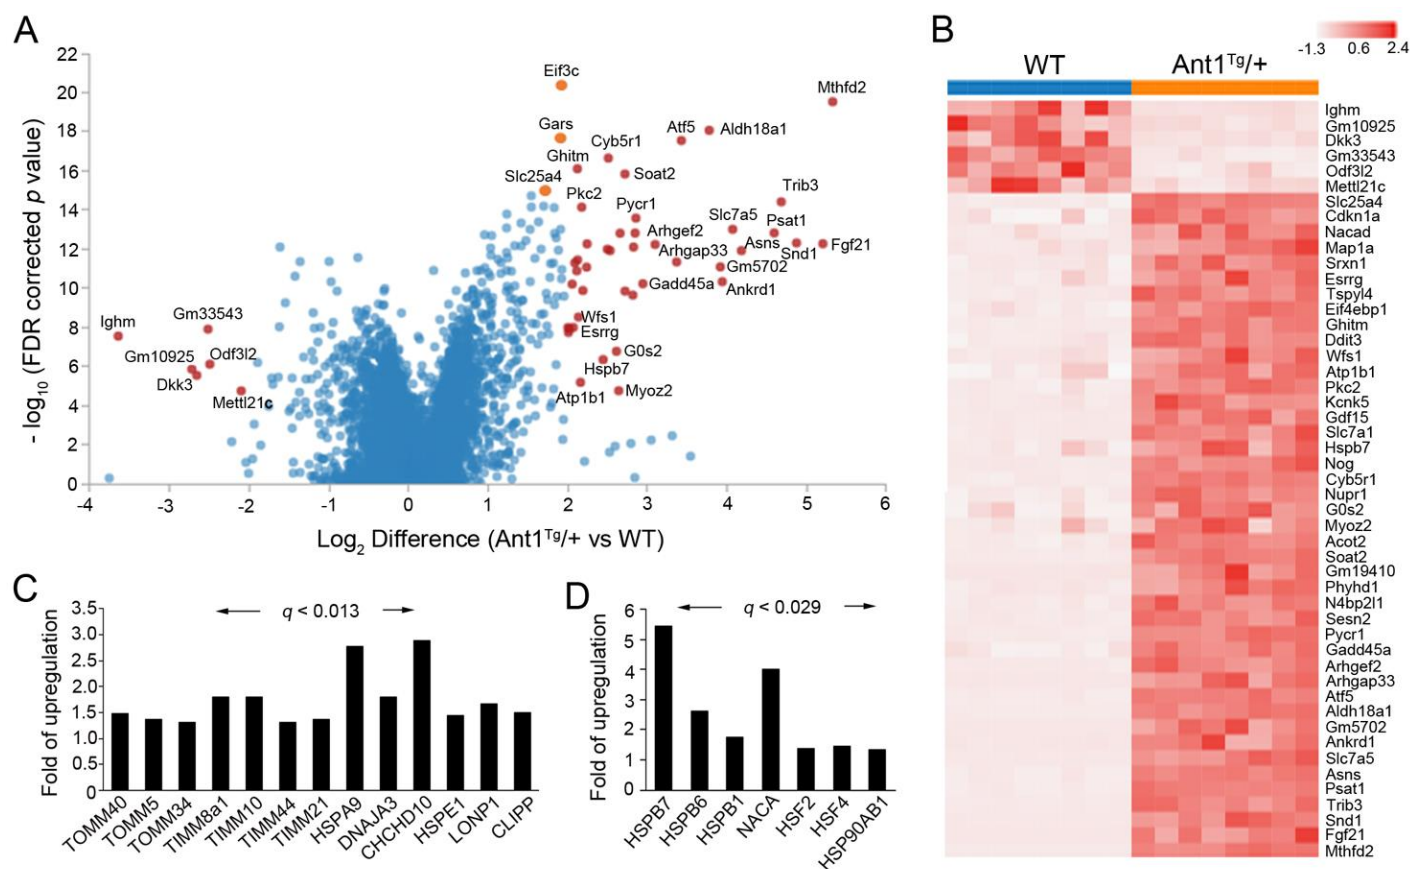 A
22
20
18
16
14
12
10
8
6
4
2
0
- log10 (FDR corrected p value)
-4
-3
-2
-1
0
1
2
3
4
5
6
Log2 Difference (Ant1Tg/+ vs WT)
Eif3c
Mthfd2
Gars
Atf5
Aldh18a1
Cyb5r1
Ghitm
Soat2
Slc25a4
Trib3
Pkc2
Pycr1
Slc7a5
Psat1
Arhgef2
Asns
Fgf21
Arhgap33
Snd1
Gm5702
Gadd45a
Ankrd1
Gm33543
Wfs1
Ighm
Esrrg
Gm10925
Odf3l2
G0s2
Dkk3
Hspb7
Mettl21c
Atp1b1
Myoz2
B
-1.3
0.6
2.4
WT
Ant1Tg/+
Ighm
Gm10925
Dkk3
Gm33543
Odf3l2
Mettl21c
Slc25a4
Cdkn1a
Nacad
Map1a
Srxn1
Esrrg
Tspyl4
Eif4ebp1
Ghitm
Ddit3
Wfs1
Atp1b1
Pkc2
Kcnk5
Gdf15
Slc7a1
Hspb7
Nog
Cyb5r1
Nupr1
G0s2
Myoz2
Acot2
Soat2
Gm19410
Phyhd1
N4bp2l1
Sesn2
Pycr1
Gadd45a
Arhgef2
Arhgap33
Atf5
Aldh18a1
Gm5702
Ankrd1
Slc7a5
Asns
Psat1
Trib3
Snd1
Fgf21
Mthfd2
C
Fold of upregulation
3.5
3.0
2.5
2.0
1.5
1.0
0.5
0
q < 0.013
TOMM40
TOMM5
TOMM34
TIMM8a1
TIMM10
TIMM44
TIMM21
HSPA9
DNAJA3
CHCHD10
HSPE1
LONP1
CLIPP
D
Fold of upregulation
6
5
4
3
2
1
0
q < 0.029
HSPB7
HSPB6
HSPB1
NACA
HSF2
HSF4
HSP90AB1